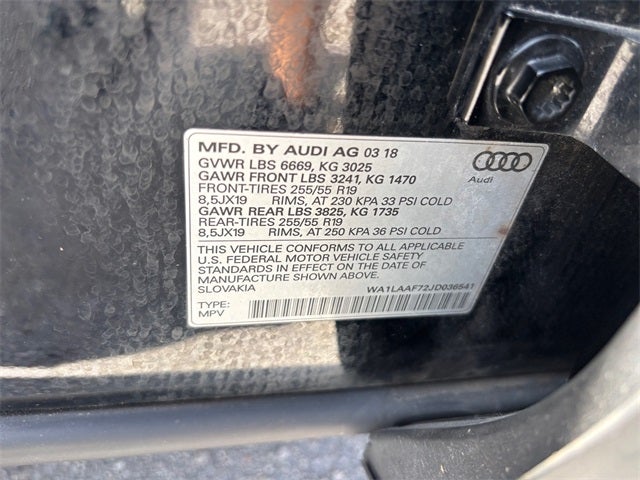 MFD. BY AUDI AG 03 18
GVWR LBS 6669, KG 3025
GAWR FRONT LBS 3241, KG 1470
FRONT-TIRES 255/55 R19
8,5JX19 RIMS, AT 230 KPA 33 PSI COLD
GAWR REAR LBS 3825, KG 1735
REAR-TIRES 255/55 R19
8,5JX19 RIMS, AT 250 KPA 36 PSI COLD
Audi
THIS VEHICLE CONFORMS TO ALL APPLICABLE
U.S. FEDERAL MOTOR VEHICLE SAFETY
STANDARDS IN EFFECT ON THE DATE OF
MANUFACTURE SHOWN ABOVE.
SLOVAKIA WA1LAAF72JD036541
TYPE:
MPV